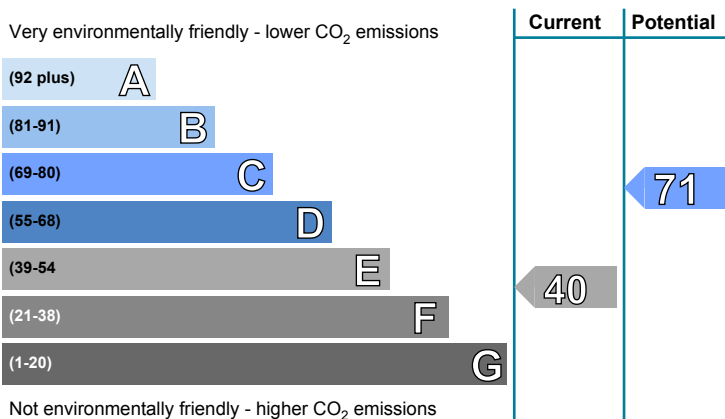 Very environmentally friendly - lower CO2 emissions
Current
Potential
(92 plus) A
(81-91) B
(69-80) C
71
(55-68) D
(39-54 E
40
(21-38) F
(1-20) G
Not environmentally friendly - higher CO2 emissions